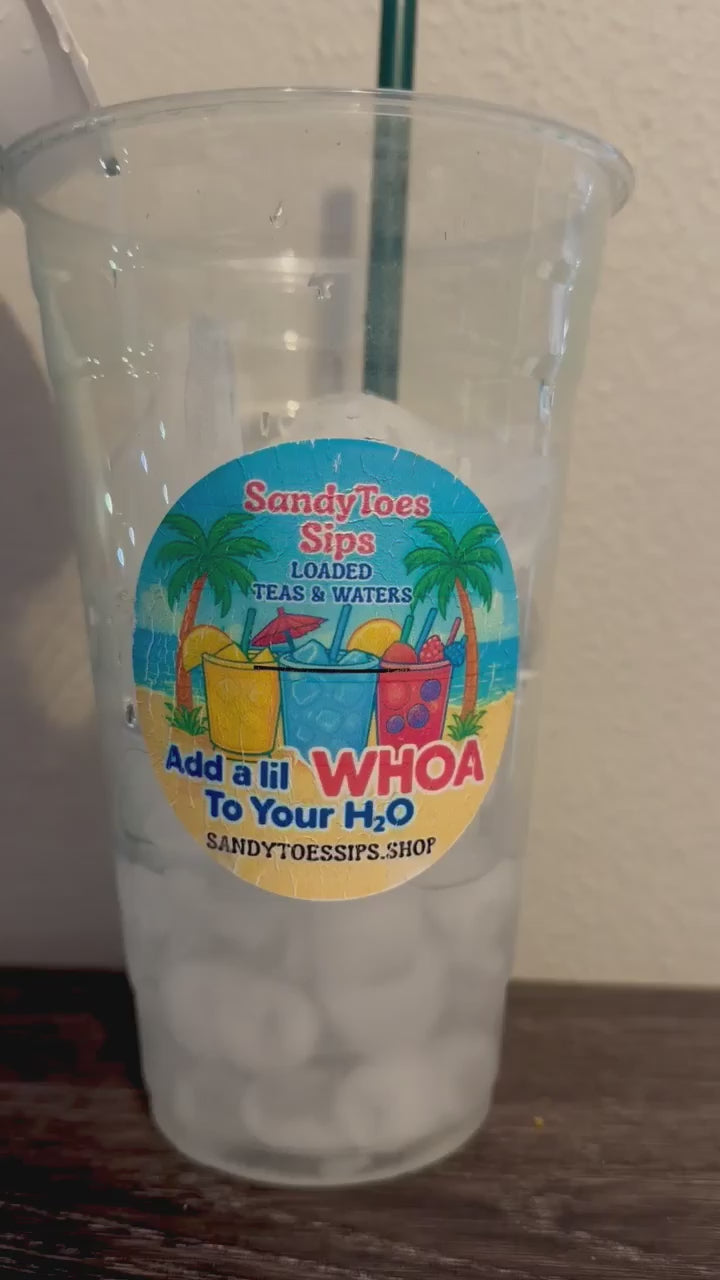 SandyToes
Sips
LOADED
TEAS & WATERS
Add a lil WHOA
To Your H₂O
SANDYTOESSIPS.SHOP